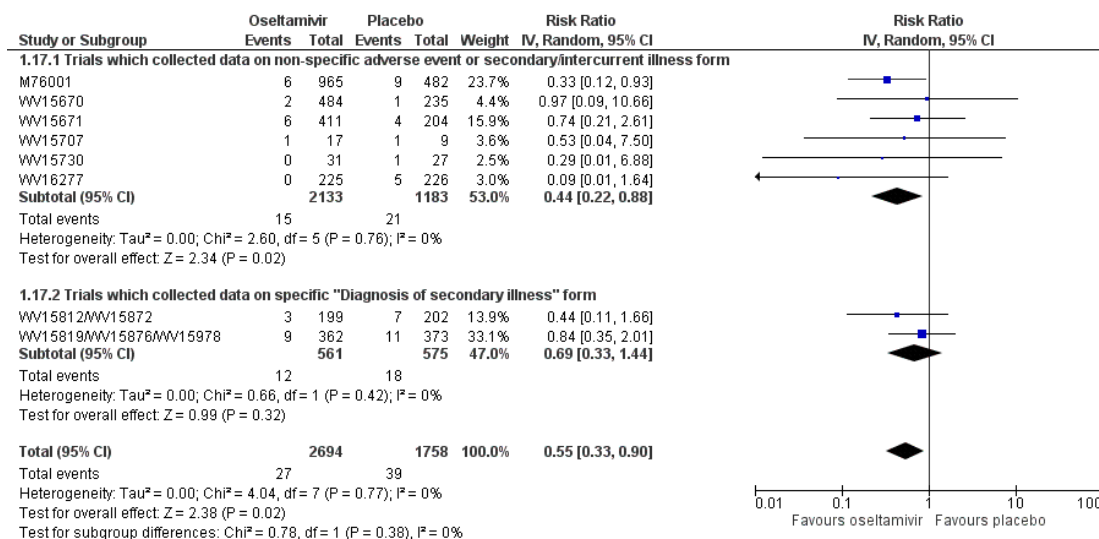 Oseltamivir Placebo Risk Ratio Risk Ratio
Study or Subgroup Events Total Events Total Weight IV, Random, 95% CI IV, Random, 95% CI
1.17.1 Trials which collected data on non-specific adverse event or secondary/intercurrent illness form
M76001 6 965 9 482 23.7% 0.33 [0.12, 0.93]
WV15670 2 484 1 235 4.4% 0.97 [0.09, 10.66]
WV15671 6 411 4 204 15.9% 0.74 [0.21, 2.61]
WV15707 1 17 1 9 3.6% 0.53 [0.04, 7.50]
WV15730 0 31 1 27 2.5% 0.29 [0.01, 6.88]
WV16277 0 225 5 226 3.0% 0.09 [0.01, 1.64]
Subtotal (95% CI) 2133 1183 53.0% 0.44 [0.22, 0.88]
Total events 15 21
Heterogeneity: Tau² = 0.00; Chi² = 2.60, df = 5 (P = 0.76); I² = 0%
Test for overall effect: Z = 2.34 (P = 0.02)
1.17.2 Trials which collected data on specific "Diagnosis of secondary illness" form
WV15812/WV15872 3 199 7 202 13.9% 0.44 [0.11, 1.66]
WV15819/WV15876/WV15978 9 362 11 373 33.1% 0.84 [0.35, 2.01]
Subtotal (95% CI) 561 575 47.0% 0.69 [0.33, 1.44]
Total events 12 18
Heterogeneity: Tau² = 0.00; Chi² = 0.66, df = 1 (P = 0.42); I² = 0%
Test for overall effect: Z = 0.99 (P = 0.32)
Total (95% CI) 2694 1758 100.0% 0.55 [0.33, 0.90]
Total events 27 39
Heterogeneity: Tau² = 0.00; Chi² = 4.04, df = 7 (P = 0.77); I² = 0%
Test for overall effect: Z = 2.38 (P = 0.02)
Test for subgroup differences: Chi² = 0.78, df = 1 (P = 0.38), I² = 0%
0.01 0.1 1 10 100
Favours oseltamivir Favours placebo